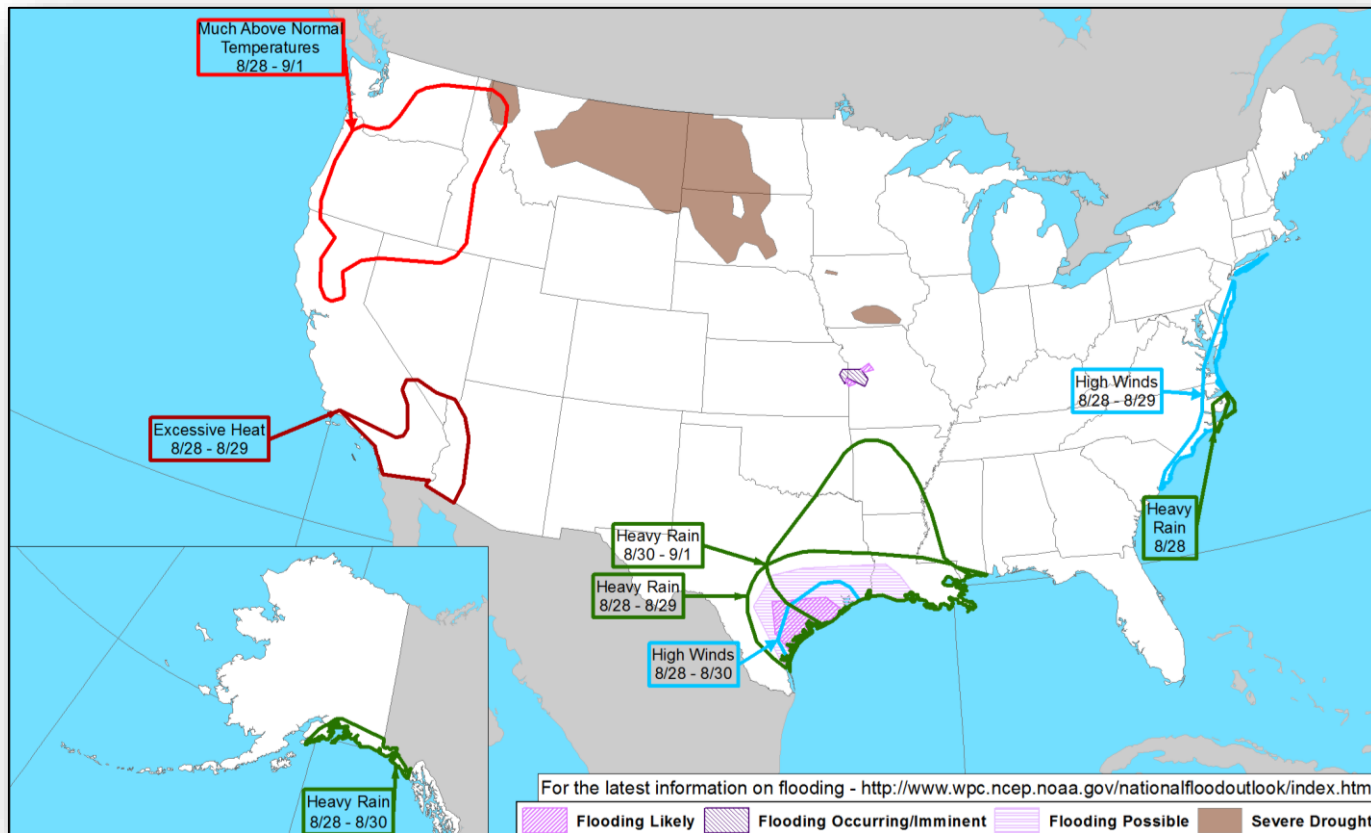 Much Above Normal
Temperatures
8/28 - 9/1
High Winds
8/28 - 8/29
Excessive Heat
8/28 - 8/29
Heavy
Rain
8/28
Heavy Rain
8/30 - 9/1
Heavy Rain
8/28 - 8/29
High Winds
8/28 - 8/30
Heavy Rain
8/28 - 8/30
For the latest information on flooding - http://www.wpc.ncep.noaa.gov/nationalfloodoutlook/index.htm
Flooding Likely Flooding Occurring/Imminent Flooding Possible Severe Drought